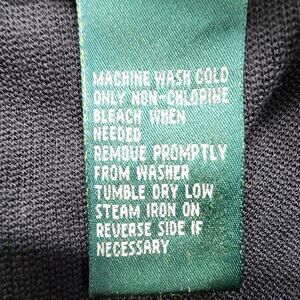 MACHINE WASH COLD
ONLY NON-CHLORINE
BLEACH WHEN
NEEDED
REMOVE PROMPTLY
FROM WASHER
TUMBLE DRY LOW
STEAM IRON ON
REVERSE SIDE IF
NECESSARY